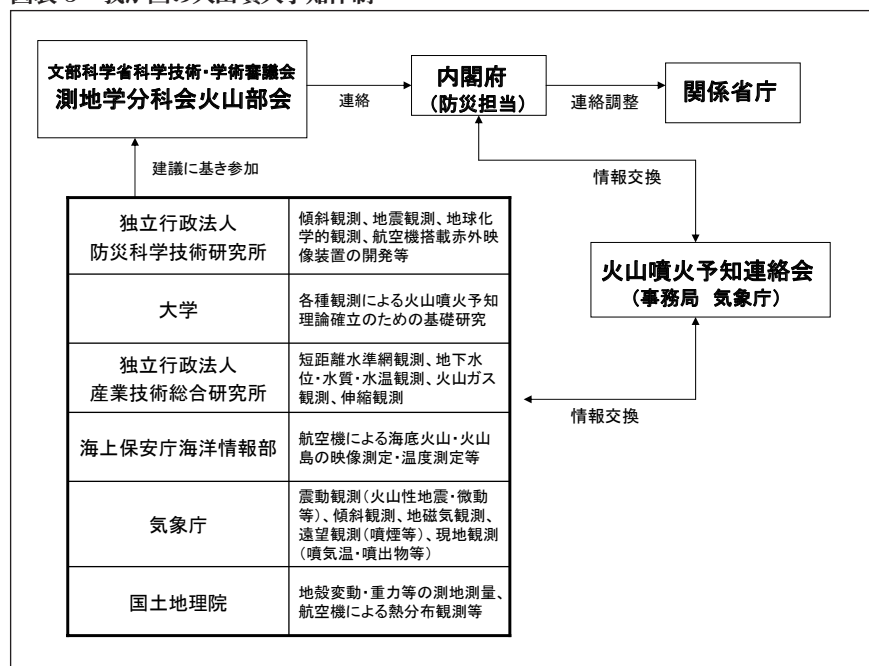 図表 我が国の火山噴火予知体制
文部科学省科学技術・学術審議会
測地学分科会火山部会
連絡
内閣府
(防災担当)
連絡調整
関係省庁
建議に基き参加
情報交換
独立行政法人
防災科学技術研究所
傾斜観測、地震観測、地球化
学的観測、航空機搭載赤外映
像装置の開発等
大学
各種観測による火山噴火予知
理論確立のための基礎研究
独立行政法人
産業技術総合研究所
短距離水準網観測、地下水
位・水質・水温観測、火山ガス
観測、伸縮観測
海上保安庁海洋情報部
航空機による海底火山・火山
島の映像測定・温度測定等
気象庁
震動観測(火山性地震・微動
等)、傾斜観測、地磁気観測、
遠望観測(噴煙等)、現地観測
(噴気温・噴出物等)
国土地理院
地殻変動・重力等の測地測量、
航空機による熱分布観測等
火山噴火予知連絡会
(事務局 気象庁)
情報交換